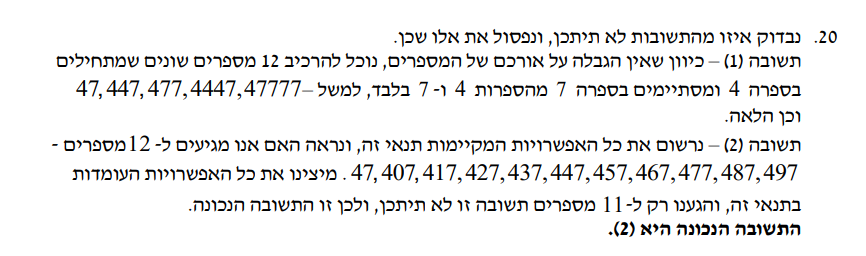 20. נבדוק איזו מהתשובות לא תיתכן, ונפסול את אלו שכן.
תשובה (1) – כיוון שאין הגבלה על אורכם של המספרים, נוכל להרכיב 12 מספרים שונים שמתחילים
בספרה 4 ומסתיימים בספרה 7 מהספרות 4 ו- 7 בלבד, למשל – 47, 447, 477, 4447, 47777
וכן הלאה.
תשובה (2) – נרשום את כל האפשרויות המקיימות תנאי זה, ונראה האם אנו מגיעים ל- 12 מספרים -
47, 407, 417, 427, 437, 447, 457, 467, 477, 487, 497 . מיצינו את כל האפשרויות העומדות
בתנאי זה, והגענו רק ל-11 מספרים תשובה זו לא תיתכן, ולכן זו התשובה הנכונה.
התשובה הנכונה היא (2).